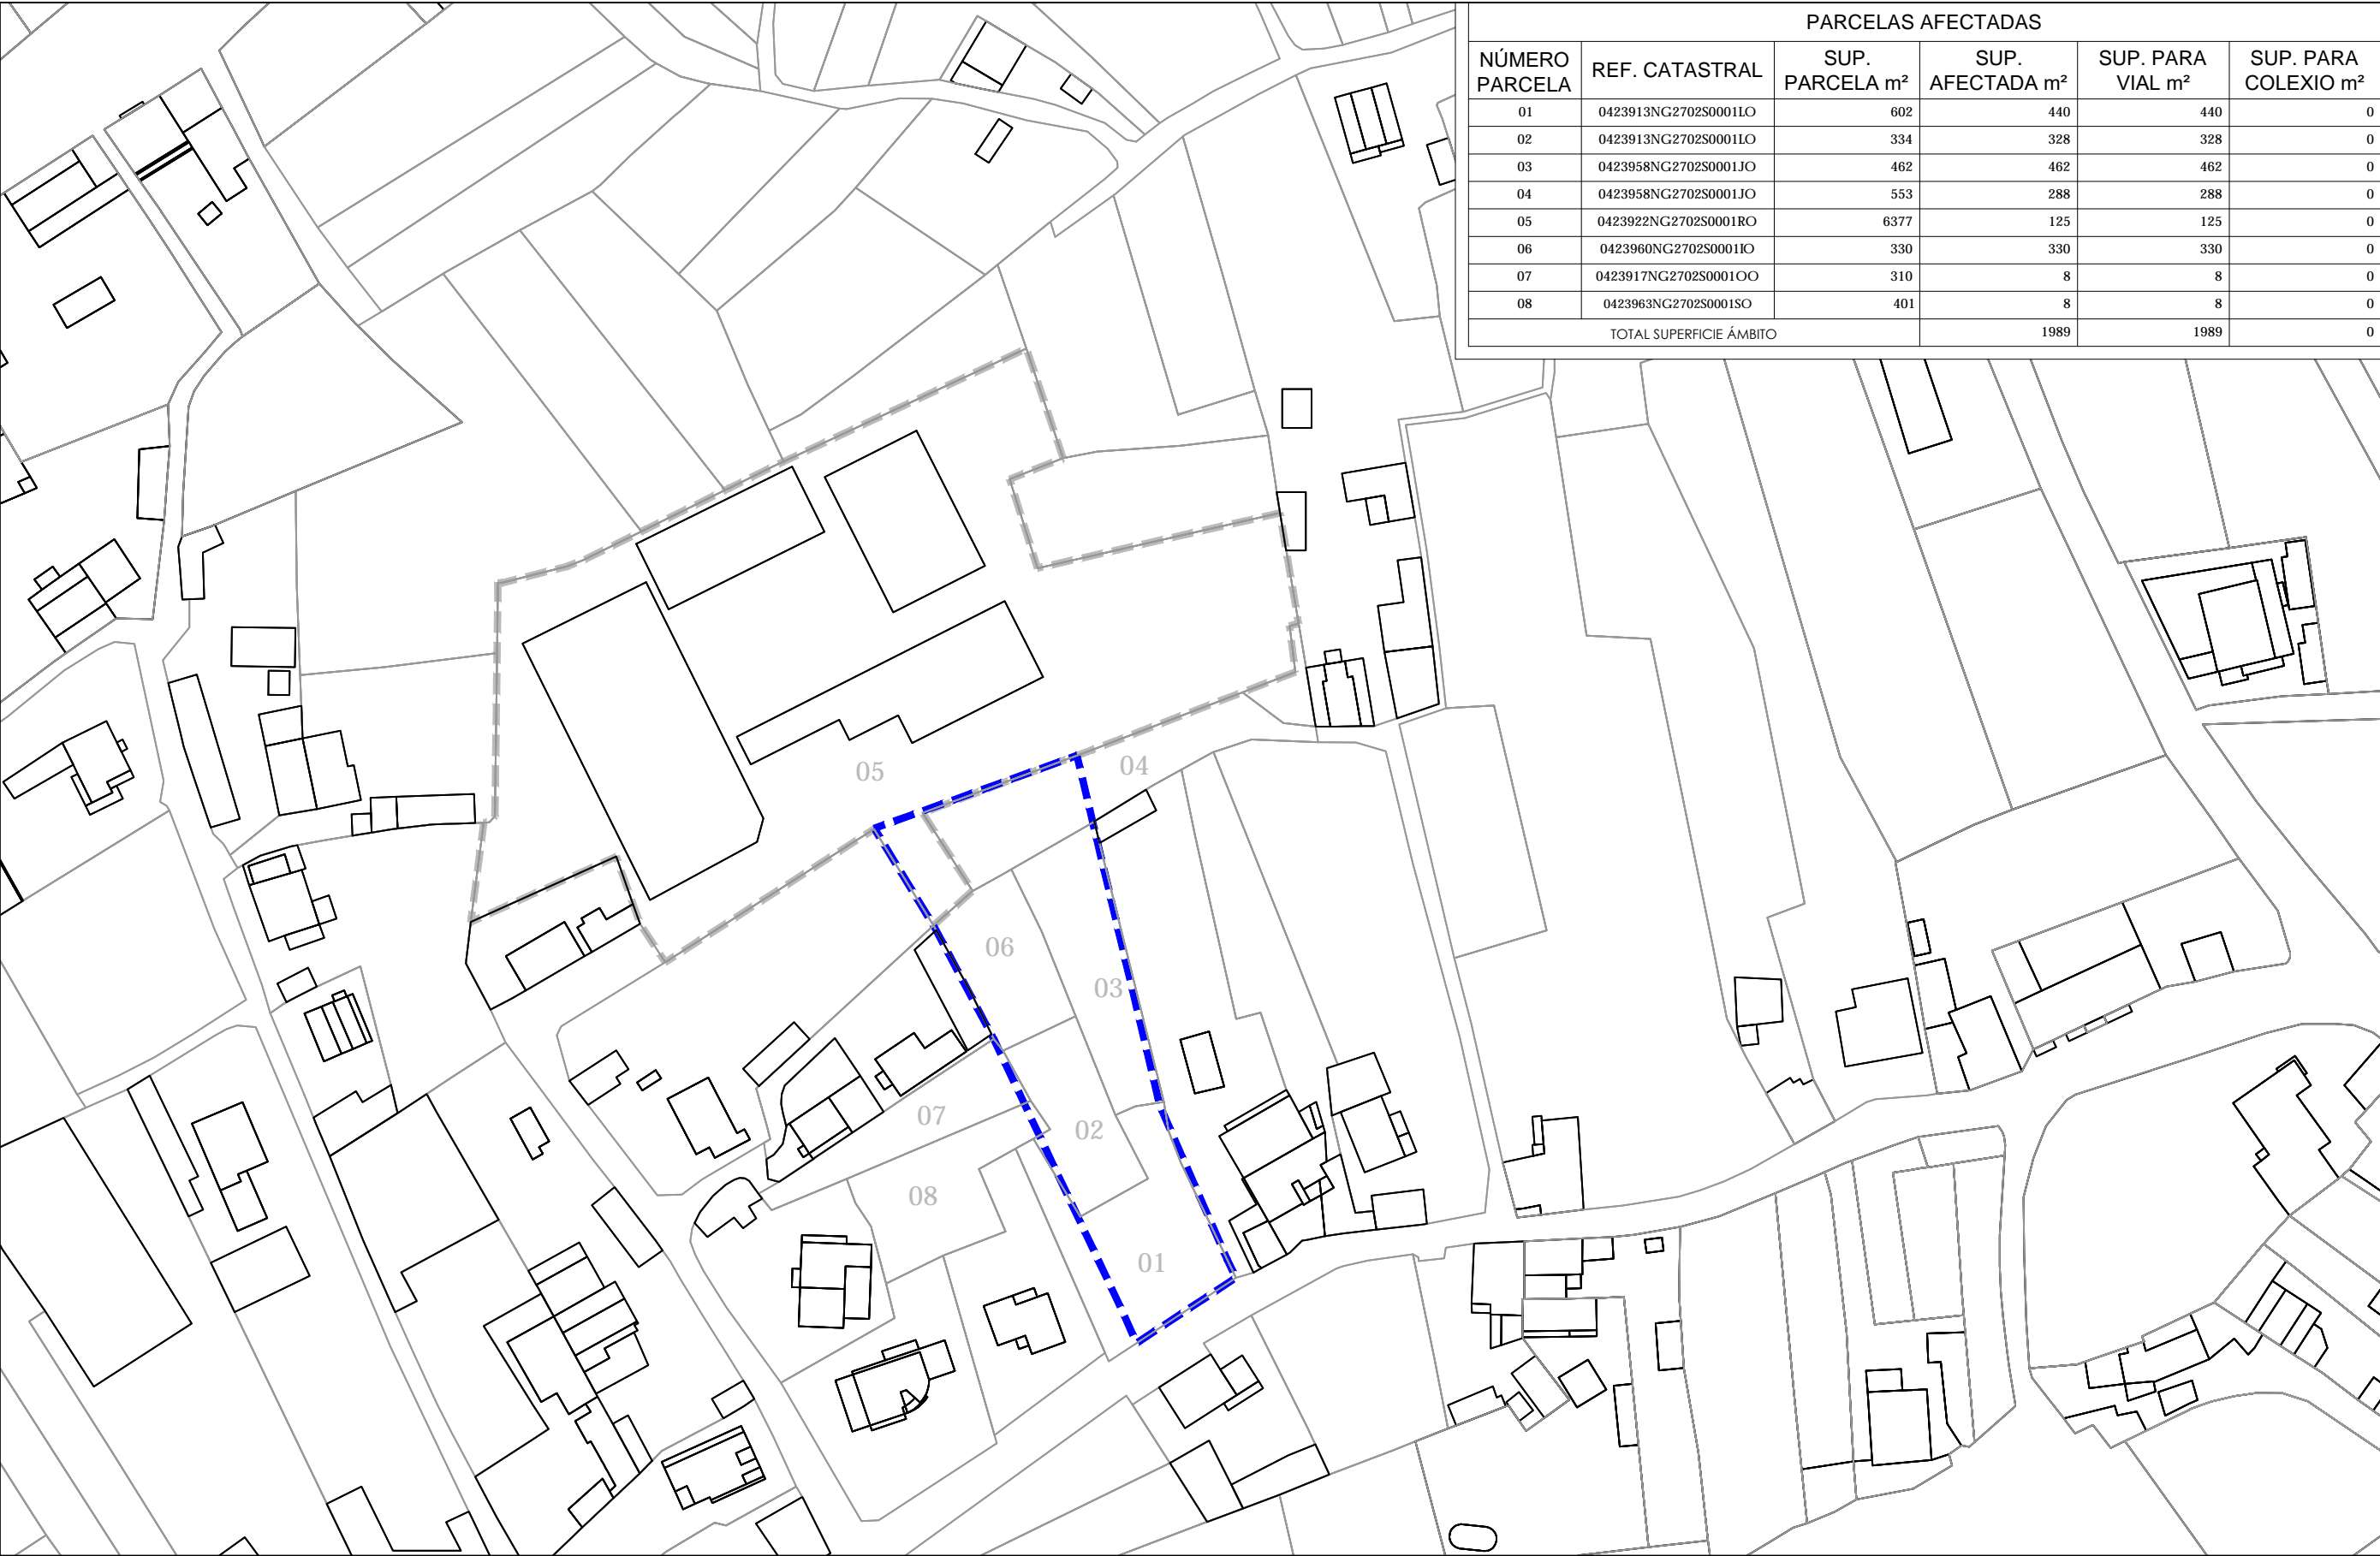 PARCELAS AFECTADAS
NÚMERO PARCELA REF. CATASTRAL SUP. PARCELA m² SUP. AFECTADA m² SUP. PARA VIAL m² SUP. PARA COLEXIO m²
01 0423913NG2702S0001LO 602 440 440 0
02 0423913NG2702S0001LO 334 328 328 0
03 0423958NG2702S0001JO 462 462 462 0
04 0423958NG2702S0001JO 553 288 288 0
05 0423922NG2702S0001RO 6377 125 125 0
06 0423960NG2702S0001IO 330 330 330 0
07 0423917NG2702S0001OO 310 8 8 0
08 0423963NG2702S0001SO 401 8 8 0
TOTAL SUPERFICIE ÁMBITO 1989 1989 0
05
04
06
03
07
02
08
01